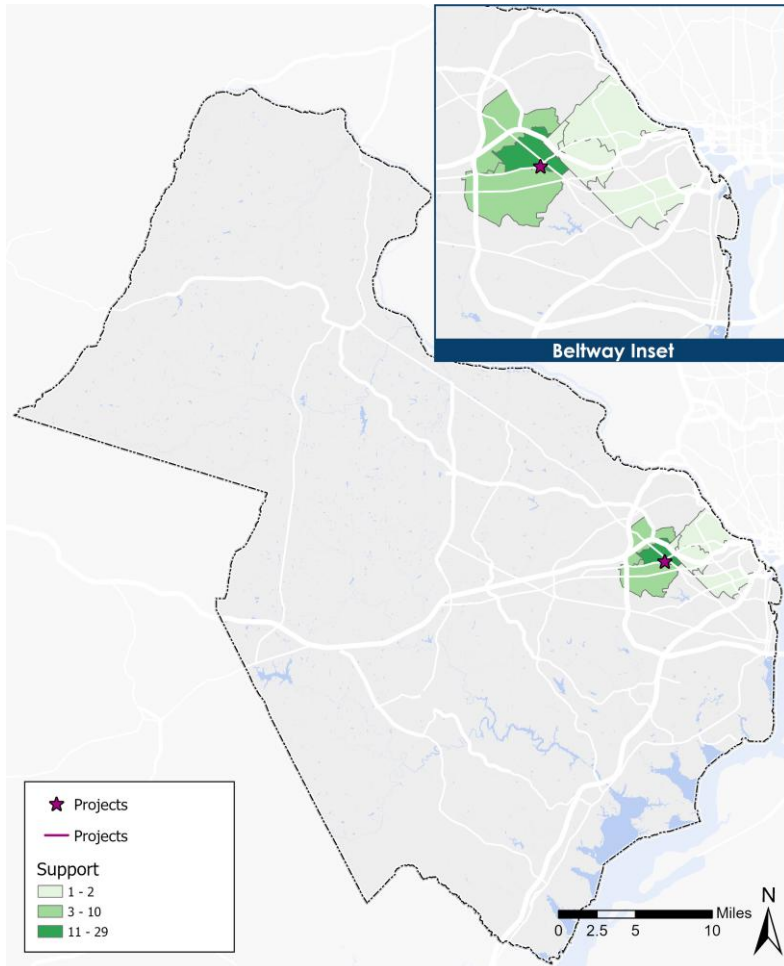 Beltway Inset
Projects
Projects
Support
1 - 2
3 - 10
11 - 29
Miles
0 2.5 5 10
N